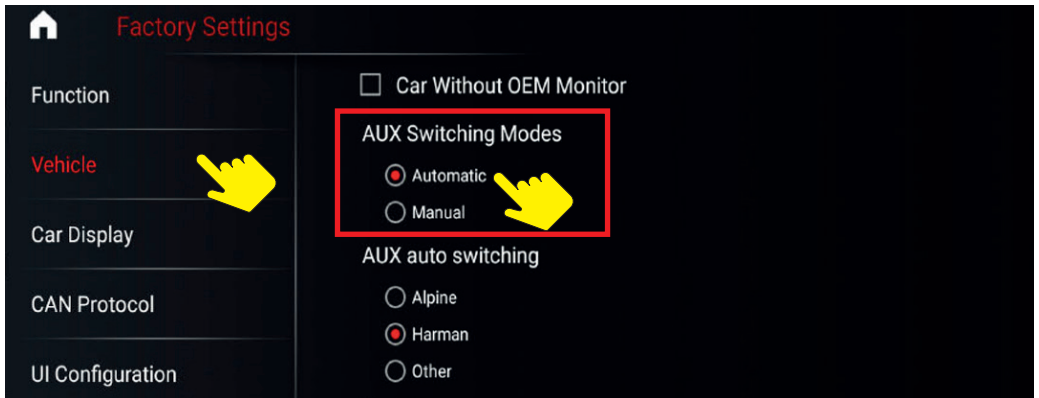 Factory Settings
Function
Vehicle
Car Display
CAN Protocol
UI Configuration
Car Without OEM Monitor
AUX Switching Modes
Automatic
Manual
AUX auto switching
Alpine
Harman
Other